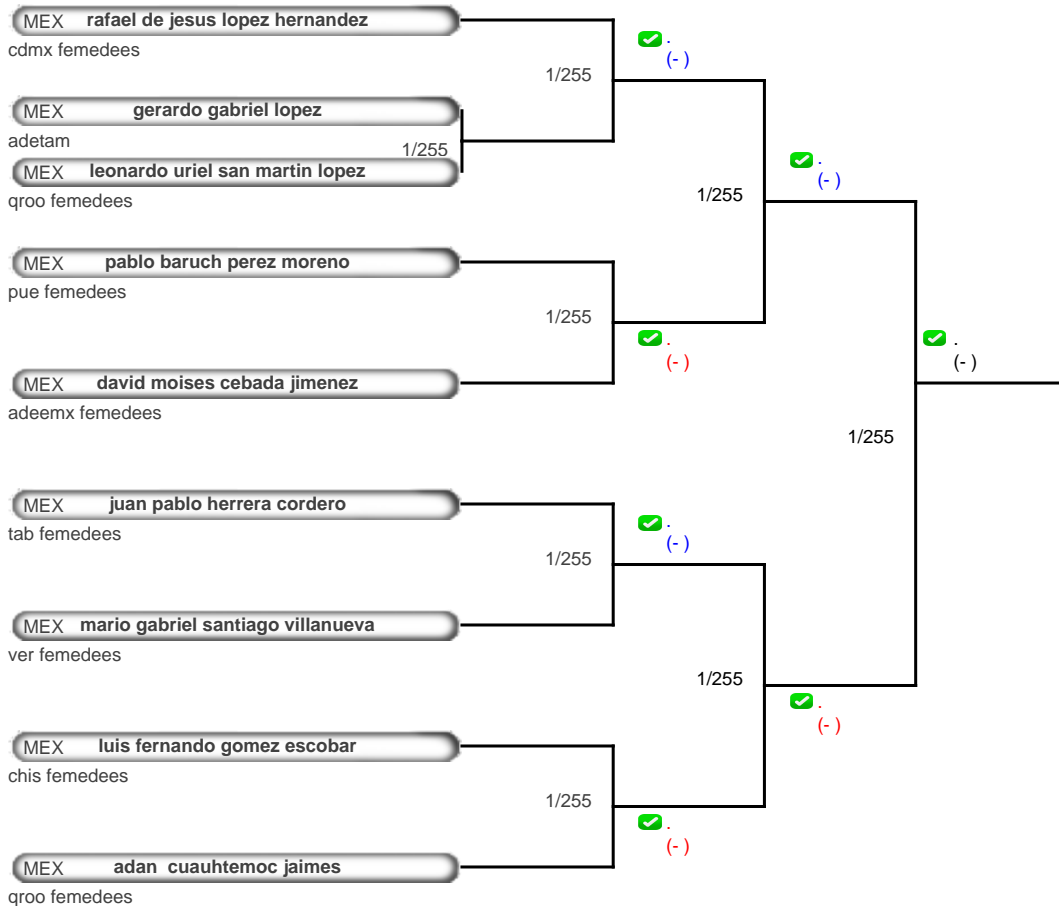 MEX rafael de jesus lopez hernandez
.
cdmx femedees
(- )
1/255
MEX gerardo gabriel lopez
adetam
1/255
.
MEX leonardo uriel san martin lopez
(- )
qroo femedees
1/255
MEX pablo baruch perez moreno
pue femedees
1/255
.
.
(- )
(- )
MEX david moises cebada jimenez
adeemx femedees
1/255
MEX juan pablo herrera cordero
.
tab femedees
(- )
1/255
MEX mario gabriel santiago villanueva
ver femedees
1/255
.
(- )
MEX luis fernando gomez escobar
chis femedees
1/255
.
(- )
MEX adan  cuauhtemoc jaimes
qroo femedees